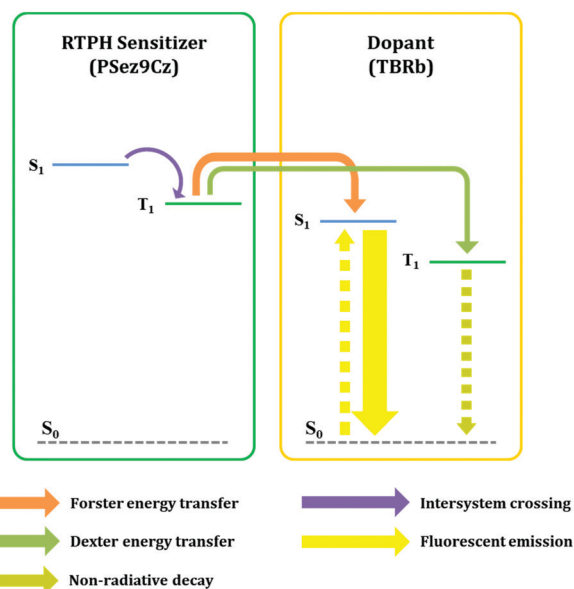 RTPH Sensitizer
(PSez9Cz)
Dopant
(TBRb)
S1
T1
S1
T1
S0
S0
Forster energy transfer
Intersystem crossing
Dexter energy transfer
Fluorescent emission
Non-radiative decay